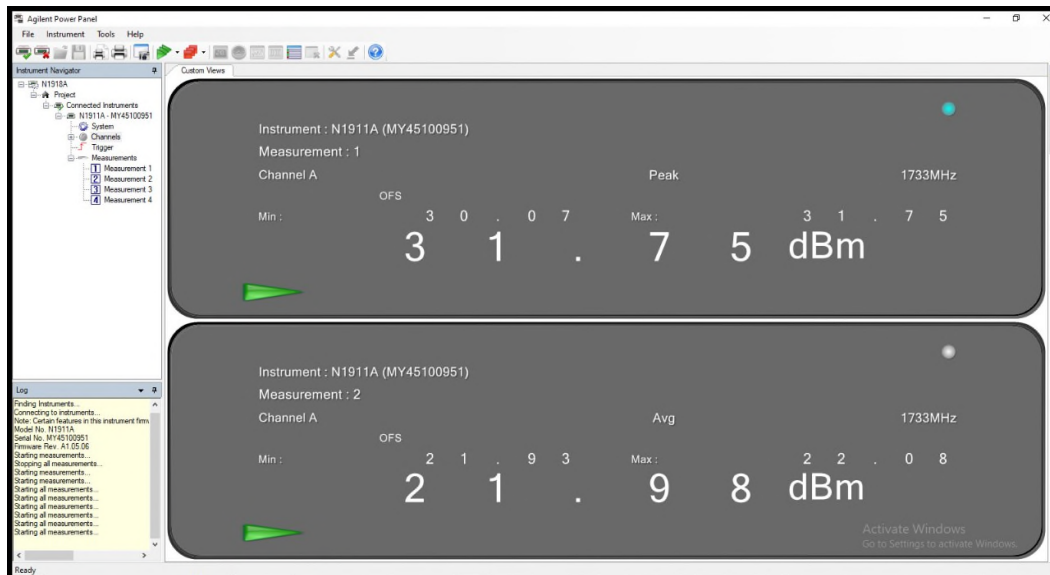 Agilent Power Panel
File Instrument Tools Help
Instrument Navigator
N1918A
Project
Connected Instruments
N1911A - MY45100951
System
Channels
Trigger
Measurements
1 Measurement 1
2 Measurement 2
3 Measurement 3
4 Measurement 4
Log
Finding Instruments...
Connecting to instruments...
Note: Certain features in this instrument firm
Model No. N1911A
Serial No. MY45100951
Firmware Rev. A1.05.06
Starting measurements...
Stopping all measurements...
Starting measurements...
Starting measurements...
Starting all measurements...
Starting all measurements...
Starting all measurements...
Starting all measurements...
Starting all measurements...
Starting all measurements...
Ready
Custom Views
Instrument : N1911A (MY45100951)
Measurement : 1
Channel A Peak 1733MHz
OFS
Min : 30.07 Max : 31.75
31.75 dBm
Instrument : N1911A (MY45100951)
Measurement : 2
Channel A Avg 1733MHz
OFS
Min : 21.93 Max : 22.08
21.98 dBm
Activate Windows
Go to Settings to activate Windows.